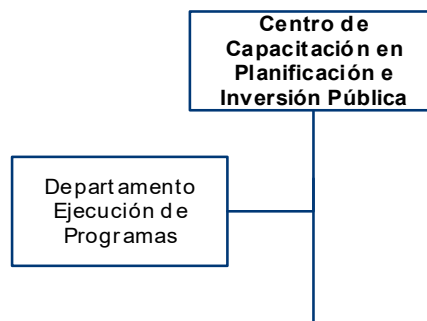 Centro de
Capacitación en
Planificación e
Inversión Pública
Departamento
Ejecución de
Programas